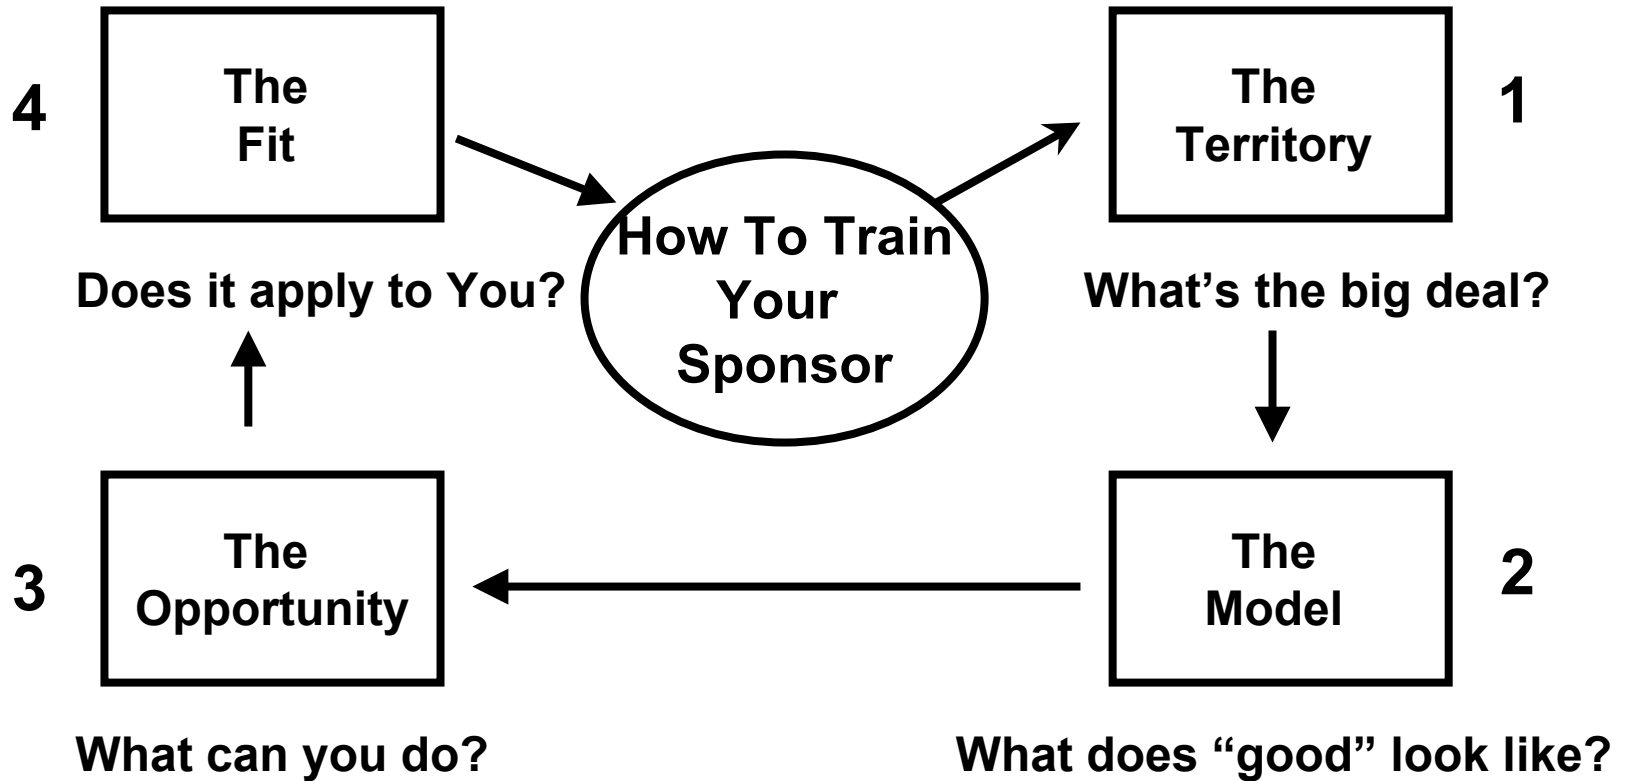 4
The
Fit
Does it apply to You?
How To Train
Your
Sponsor
The
Territory
1
What’s the big deal?
3
The
Opportunity
What can you do?
The
Model
2
What does “good” look like?